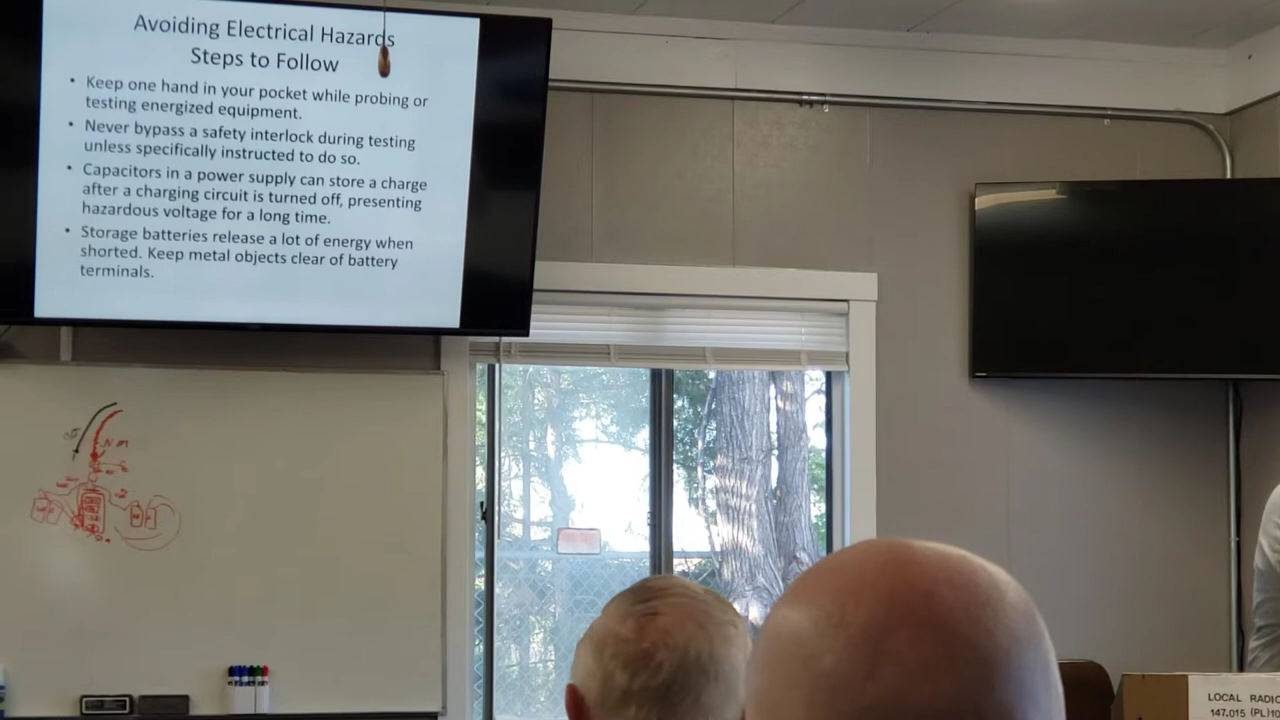 Avoiding Electrical Hazards
Steps to Follow
• Keep one hand in your pocket while probing or
testing energized equipment.
• Never bypass a safety interlock during testing
unless specifically instructed to do so.
• Capacitors in a power supply can store a charge
after a charging circuit is turned off, presenting
hazardous voltage for a long time.
• Storage batteries release a lot of energy when
shorted. Keep metal objects clear of battery
terminals.
LOCAL RADIO
147.015 (PL)10